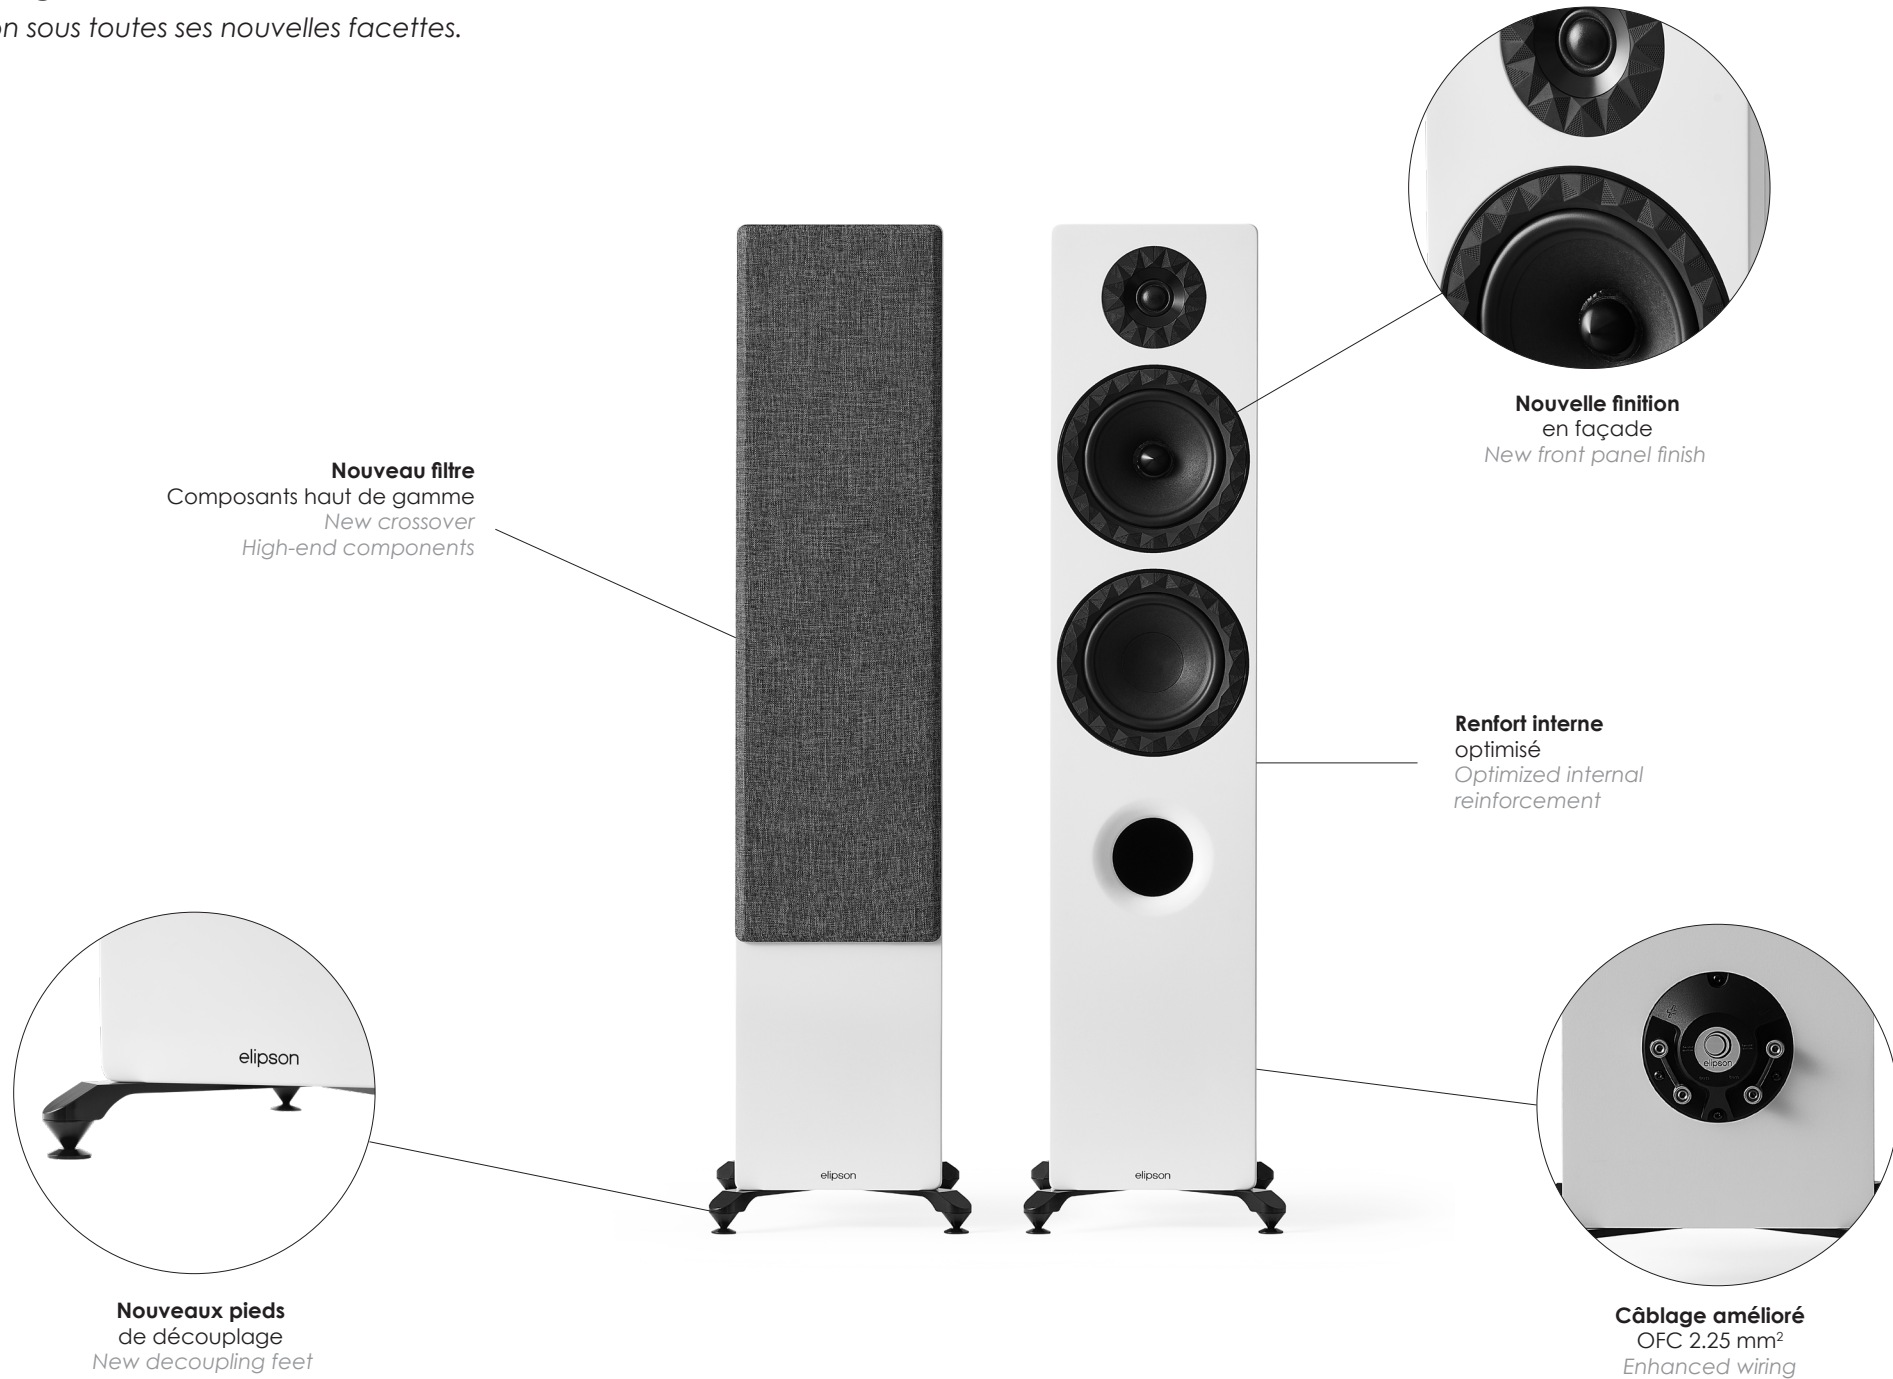 sous toutes ses nouvelles facettes.
Nouvelle finition
en façade
New front panel finish
Nouveau filtre
Composants haut de gamme
New crossover
High-end components
Renfort interne
optimisé
Optimized internal
reinforcement
elipson
elipson
elipson
elipson
Nouveaux pieds
de découplage
New decoupling feet
Câblage amélioré
OFC 2.25 mm²
Enhanced wiring